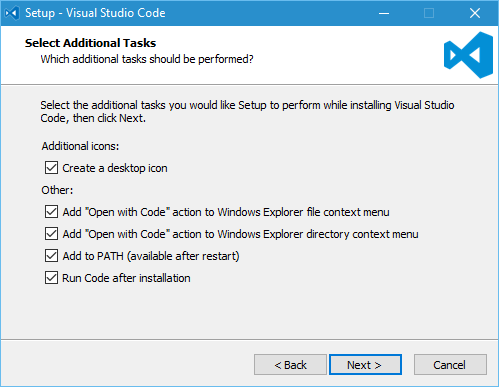 Setup - Visual Studio Code
Select Additional Tasks
Which additional tasks should be performed?
Select the additional tasks you would like Setup to perform while installing Visual Studio
Code, then click Next.
Additional icons:
Create a desktop icon
Other:
Add "Open with Code" action to Windows Explorer file context menu
Add "Open with Code" action to Windows Explorer directory context menu
Add to PATH (available after restart)
Run Code after installation
< Back
Next >
Cancel